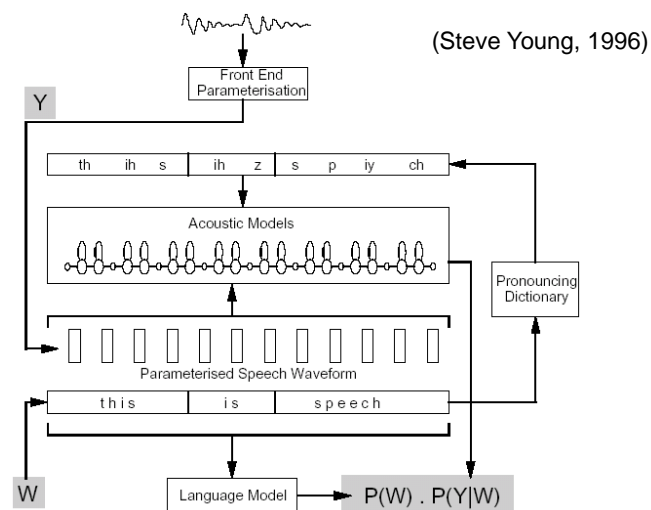 (Steve Young, 1996)
Front End
Parameterisation
Y
th ih s ih z s p iy ch
Acoustic Models
Pronouncing
Dictionary
Parameterised Speech Waveform
this is speech
W
Language Model
P(W) . P(Y|W)